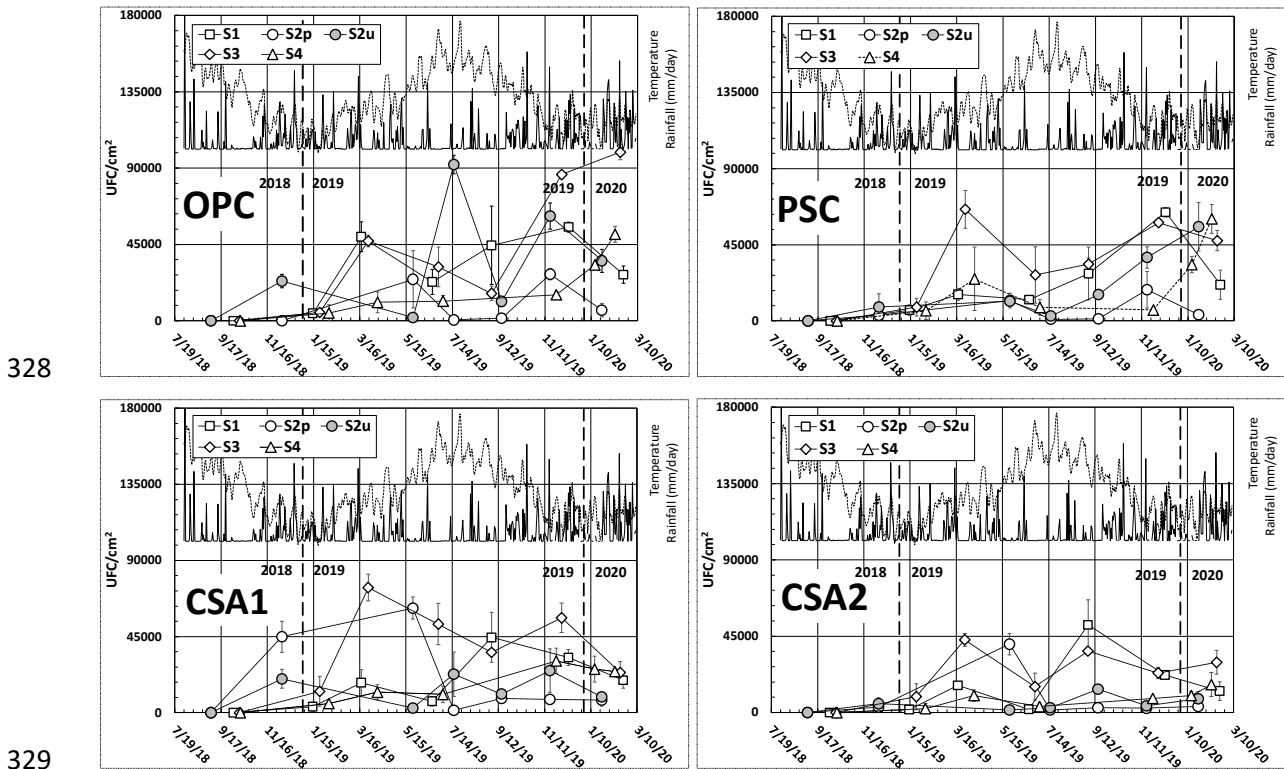 S1 S2p S2u
S3 S4
180000
135000
90000
45000
0
UFC/cm²
Temperature
Rainfall (mm/day)
2018 2019
2019 2020
OPC
7/19/18 9/17/18 11/16/18 1/15/19 3/16/19 5/15/19 7/14/19 9/12/19 11/11/19 1/10/20 3/10/20
328
S1 S2p S2u
S3 S4
180000
135000
90000
45000
0
UFC/cm²
Temperature
Rainfall (mm/day)
2018 2019
2019 2020
PSC
7/19/18 9/17/18 11/16/18 1/15/19 3/16/19 5/15/19 7/14/19 9/12/19 11/11/19 1/10/20 3/10/20
S1 S2p S2u
S3 S4
180000
135000
90000
45000
0
UFC/cm²
Temperature
Rainfall (mm/day)
2018 2019
2019 2020
CSA1
7/19/18 9/17/18 11/16/18 1/15/19 3/16/19 5/15/19 7/14/19 9/12/19 11/11/19 1/10/20 3/10/20
329
S1 S2p S2u
S3 S4
180000
135000
90000
45000
0
UFC/cm²
Temperature
Rainfall (mm/day)
2018 2019
2019 2020
CSA2
7/19/18 9/17/18 11/16/18 1/15/19 3/16/19 5/15/19 7/14/19 9/12/19 11/11/19 1/10/20 3/10/20